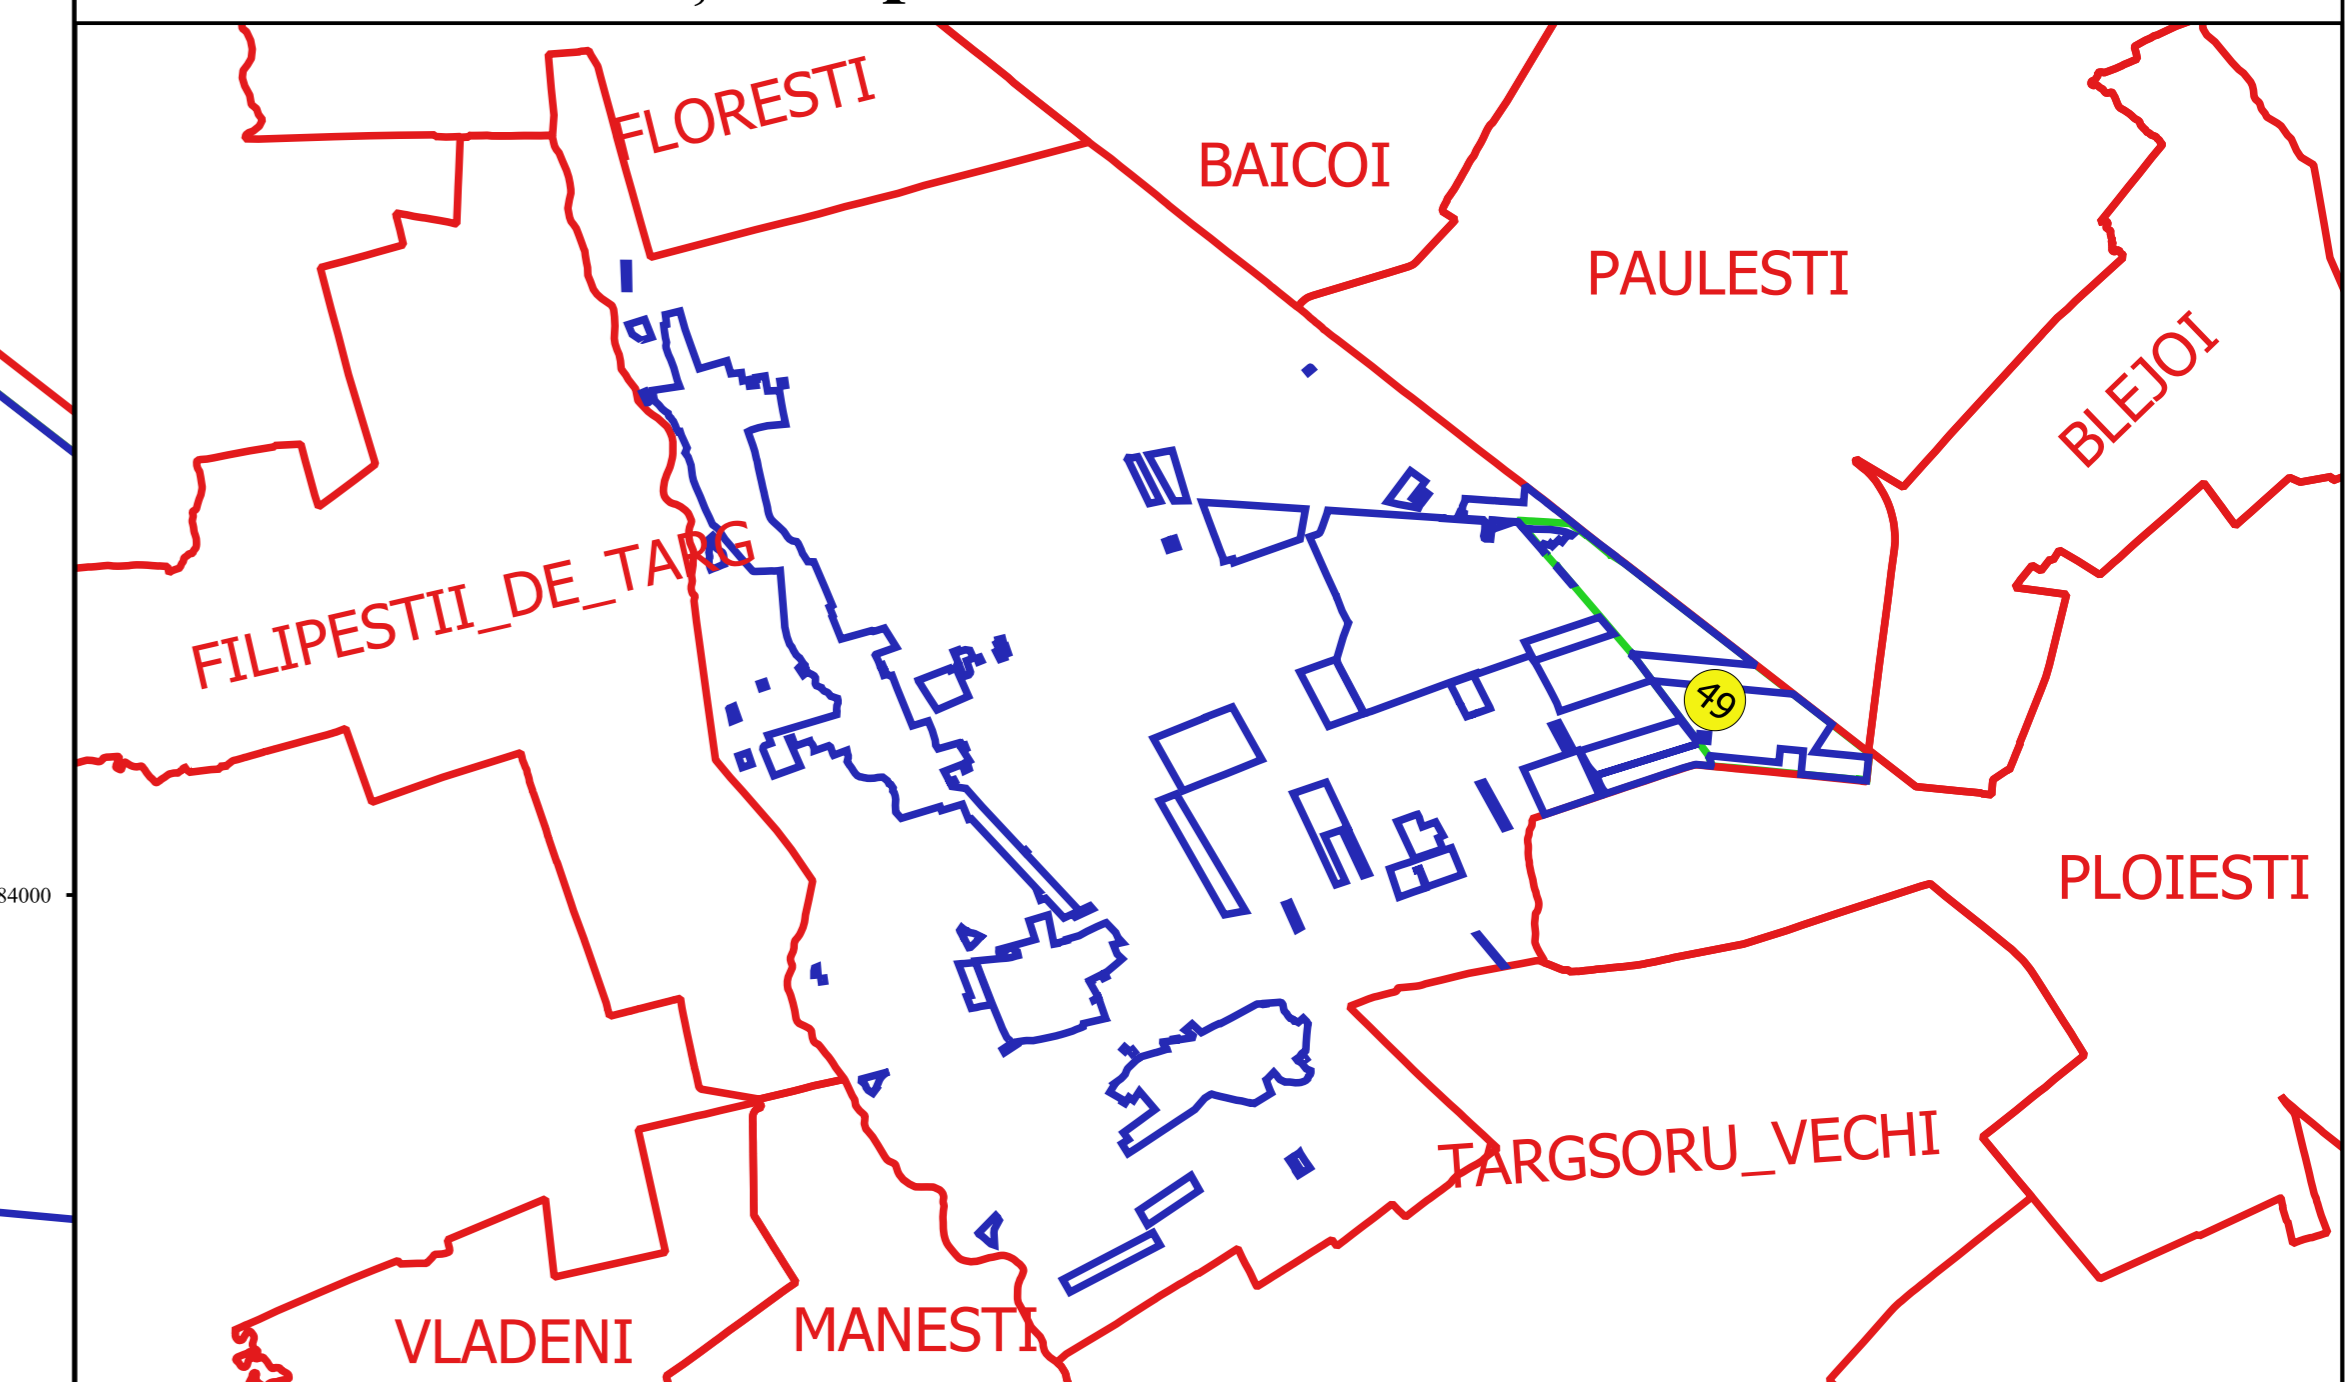 FLORESTI
BAICOI
PAULESTI
BLEJOI
FILIPESTII_DE_TARG
49
84000
PLOIESTI
TARGSORU_VECHI
MANESTI
VLADENI